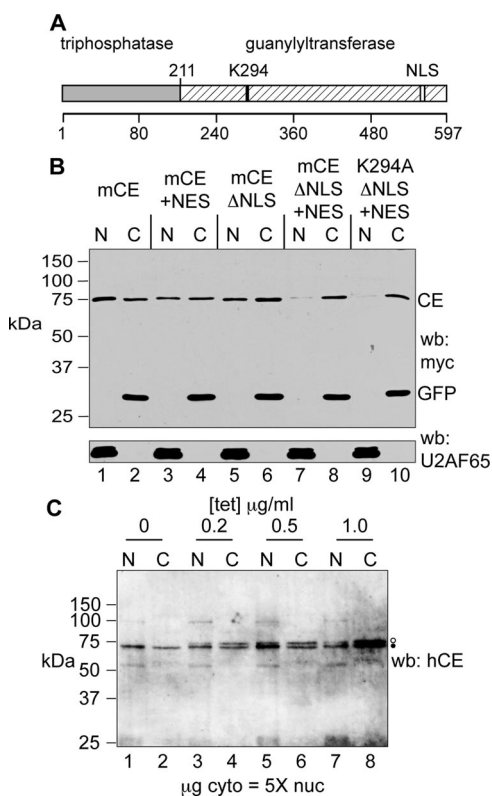 A
triphosphatase guanylyltransferase
211 K294 NLS
1 80 240 360 480 597
B
mCE mCE +NES mCE ΔNLS mCE ΔNLS +NES K294A ΔNLS +NES
N C N C N C N C N C
150
100
75 CE
kDa
50 wb:
37 myc
GFP
25
wb:
U2AF65
1 2 3 4 5 6 7 8 9 10
C
[tet] μg/ml
0 0.2 0.5 1.0
N C N C N C N C
150
100
75
kDa wb: hCE
50
37
25
1 2 3 4 5 6 7 8
μg cyto = 5X nuc